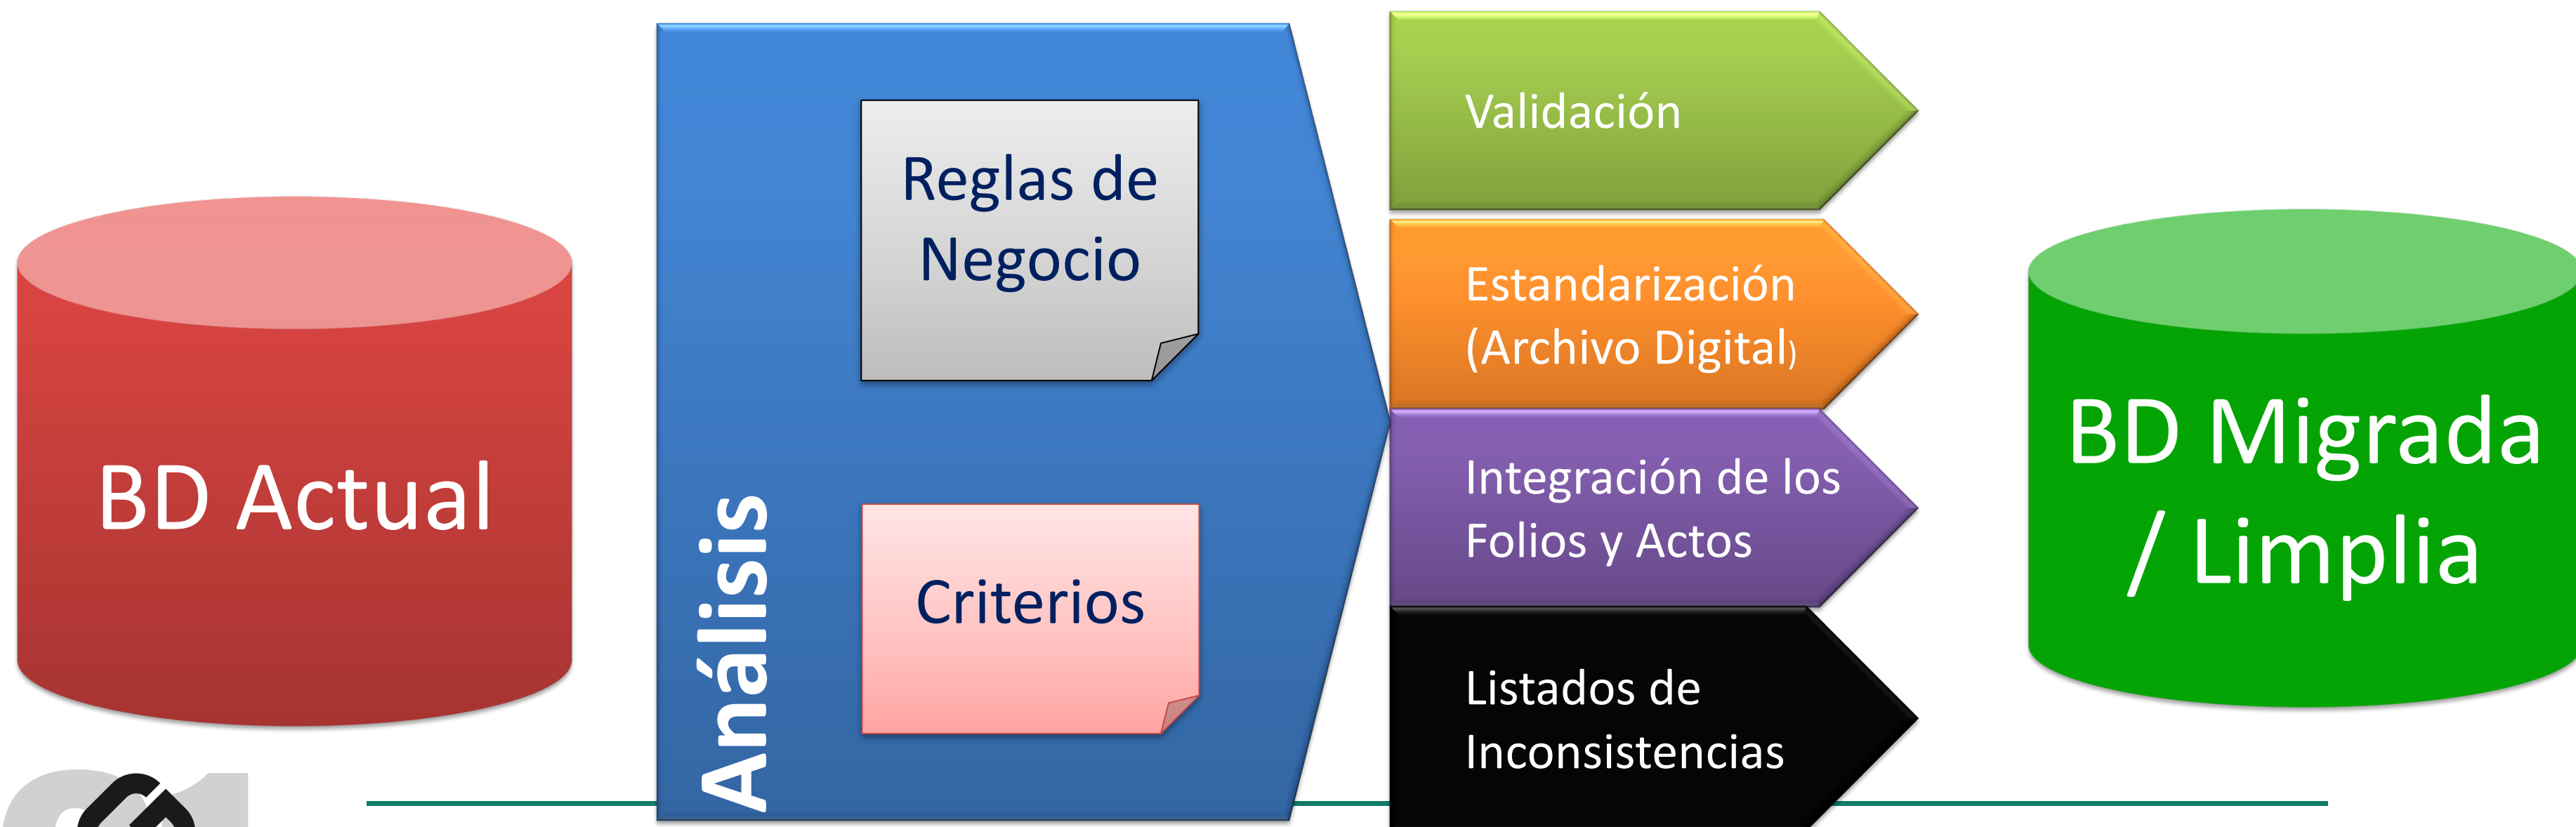 BD Actual
Análisis
Reglas de
Negocio
Criterios
Validación
Estandarización
(Archivo Digital)
Integración de los
Folios y Actos
Listados de
Inconsistencias
BD Migrada
/ Limplia